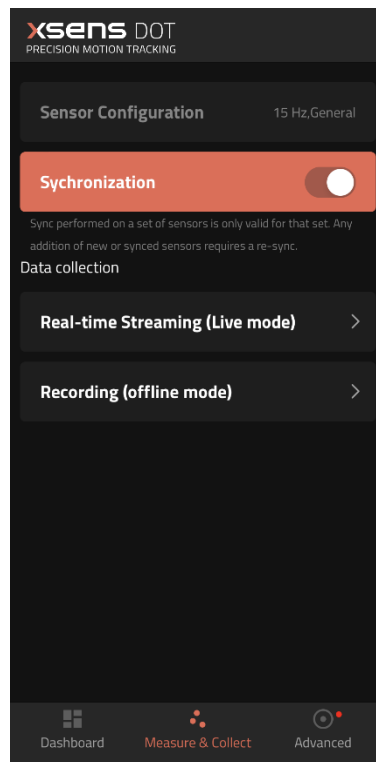 xsens DOT
PRECISION MOTION TRACKING
Sensor Configuration 15 Hz,General
Sychronization
Sync performed on a set of sensors is only valid for that set. Any
addition of new or synced sensors requires a re-sync.
Data collection
Real-time Streaming (Live mode)
Recording (offline mode)
Dashboard Measure & Collect Advanced